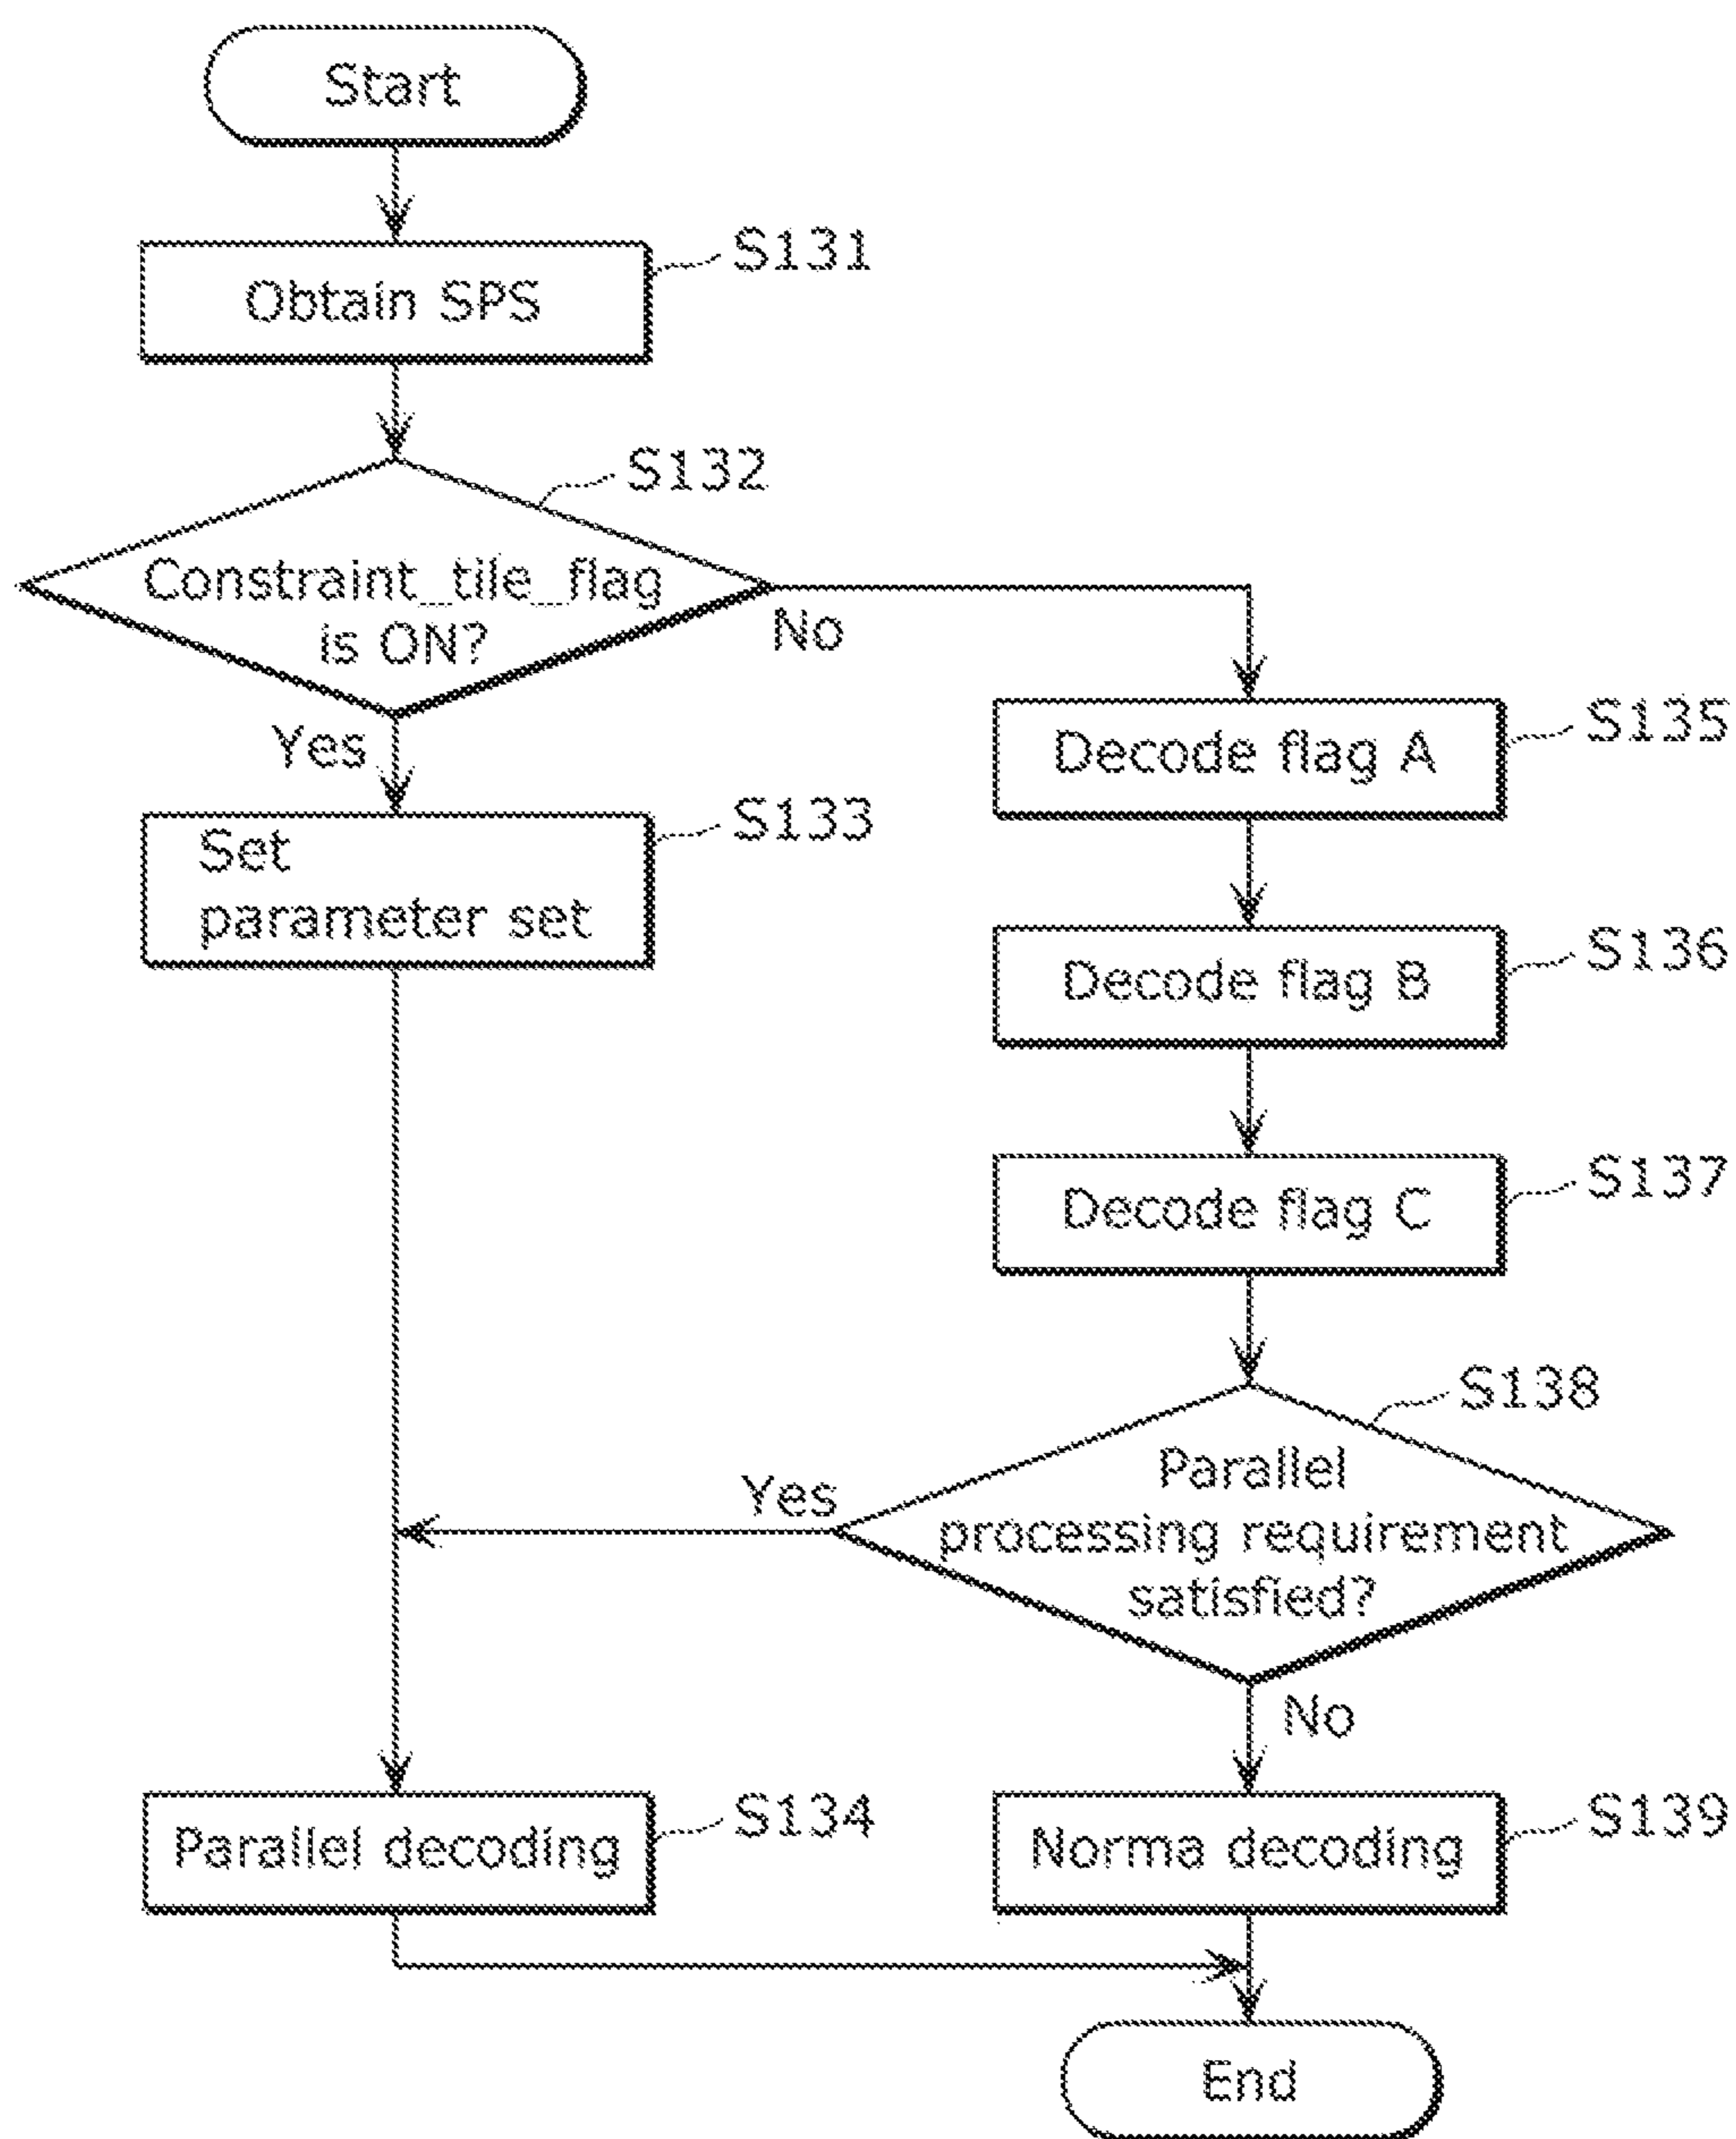 Start
Obtain SPS
S131
S132
Constraint_tile_flag
is ON?
No
Yes
Set
parameter set
S133
Decode flag A
S135
Decode flag B
S136
Decode flag C
S137
S138
Parallel
processing requirement
satisfied?
Yes
No
Parallel decoding
S134
Norma decoding
S139
End